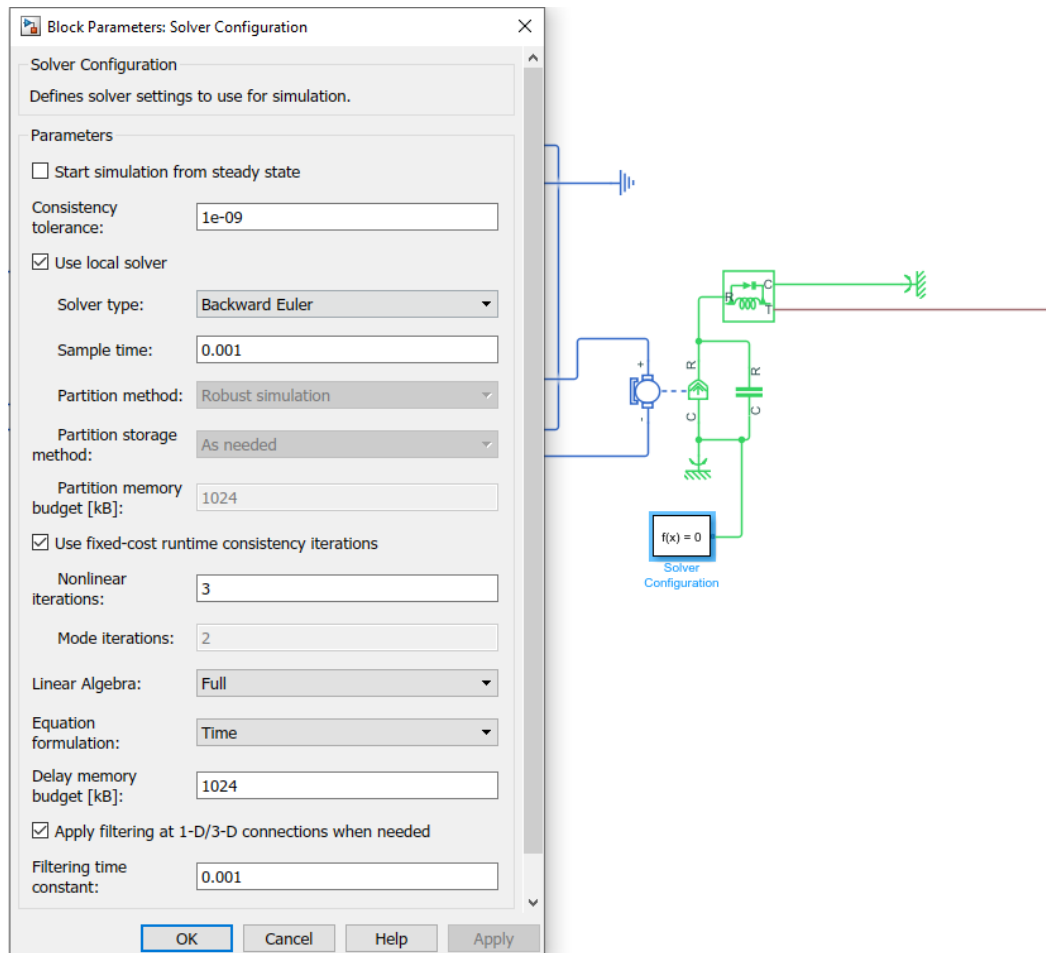 Block Parameters: Solver Configuration
Solver Configuration
Defines solver settings to use for simulation.
Parameters
Start simulation from steady state
Consistency
tolerance:
1e-09
Use local solver
Solver type:
Backward Euler
Sample time:
0.001
Partition method:
Robust simulation
Partition storage
method:
As needed
Partition memory
budget [kB]:
1024
Use fixed-cost runtime consistency iterations
Nonlinear
iterations:
3
Mode iterations:
2
Linear Algebra:
Full
Equation
formulation:
Time
Delay memory
budget [kB]:
1024
Apply filtering at 1-D/3-D connections when needed
Filtering time
constant:
0.001
OK
Cancel
Help
Apply
R
C
T
+
-
R
C
R
C
f(x) = 0
Solver
Configuration